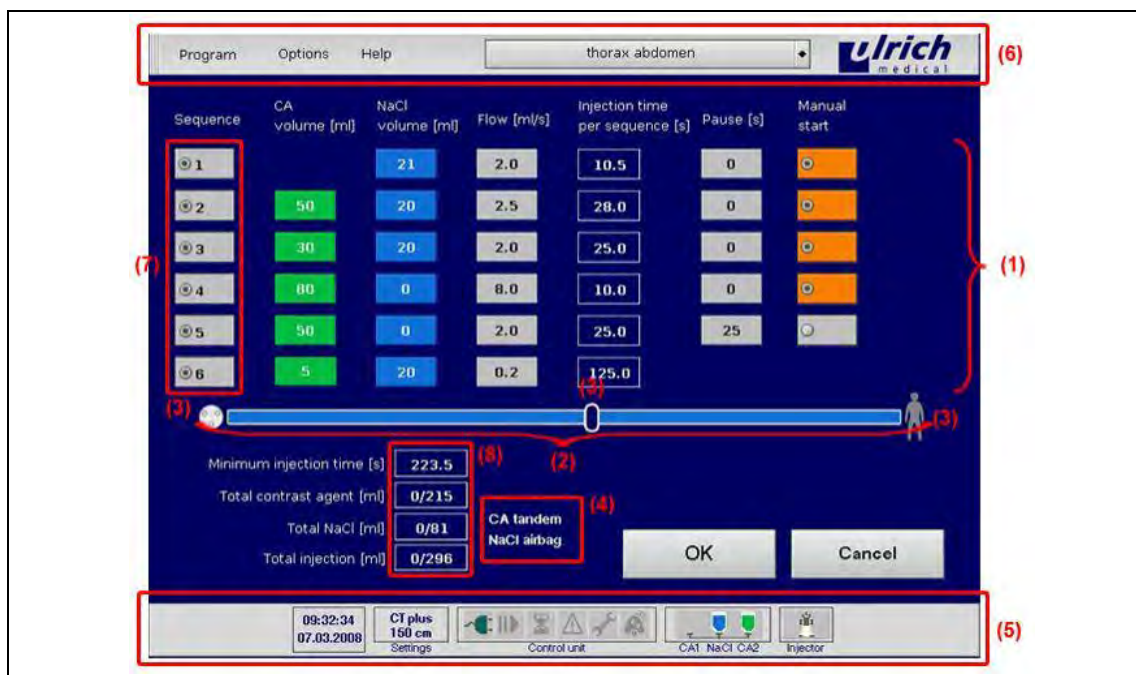 Program Options Help thorax abdomen ulrich medical (6)
Sequence CA volume [ml] NaCl volume [ml] Flow [ml/s] Injection time per sequence [s] Pause [s] Manual start
1 21 2.0 10.5 0
2 50 20 2.5 28.0 0
3 30 20 2.0 25.0 0
(7) (1)
4 80 0 8.0 10.0 0
5 50 0 2.0 25.0 25
6 5 20 0.2 125.0
(3) (3) (3)
(2)
Minimum injection time [s] 223.5 (8)
Total contrast agent [ml] 0/215
Total NaCl [ml] 0/81
Total injection [ml] 0/296
CA tandem (4)
NaCl airbag
OK Cancel
09:32:34
07.03.2008
CT plus
150 cm
Settings
Control unit
CA1 NaCl CA2
Injector
(5)